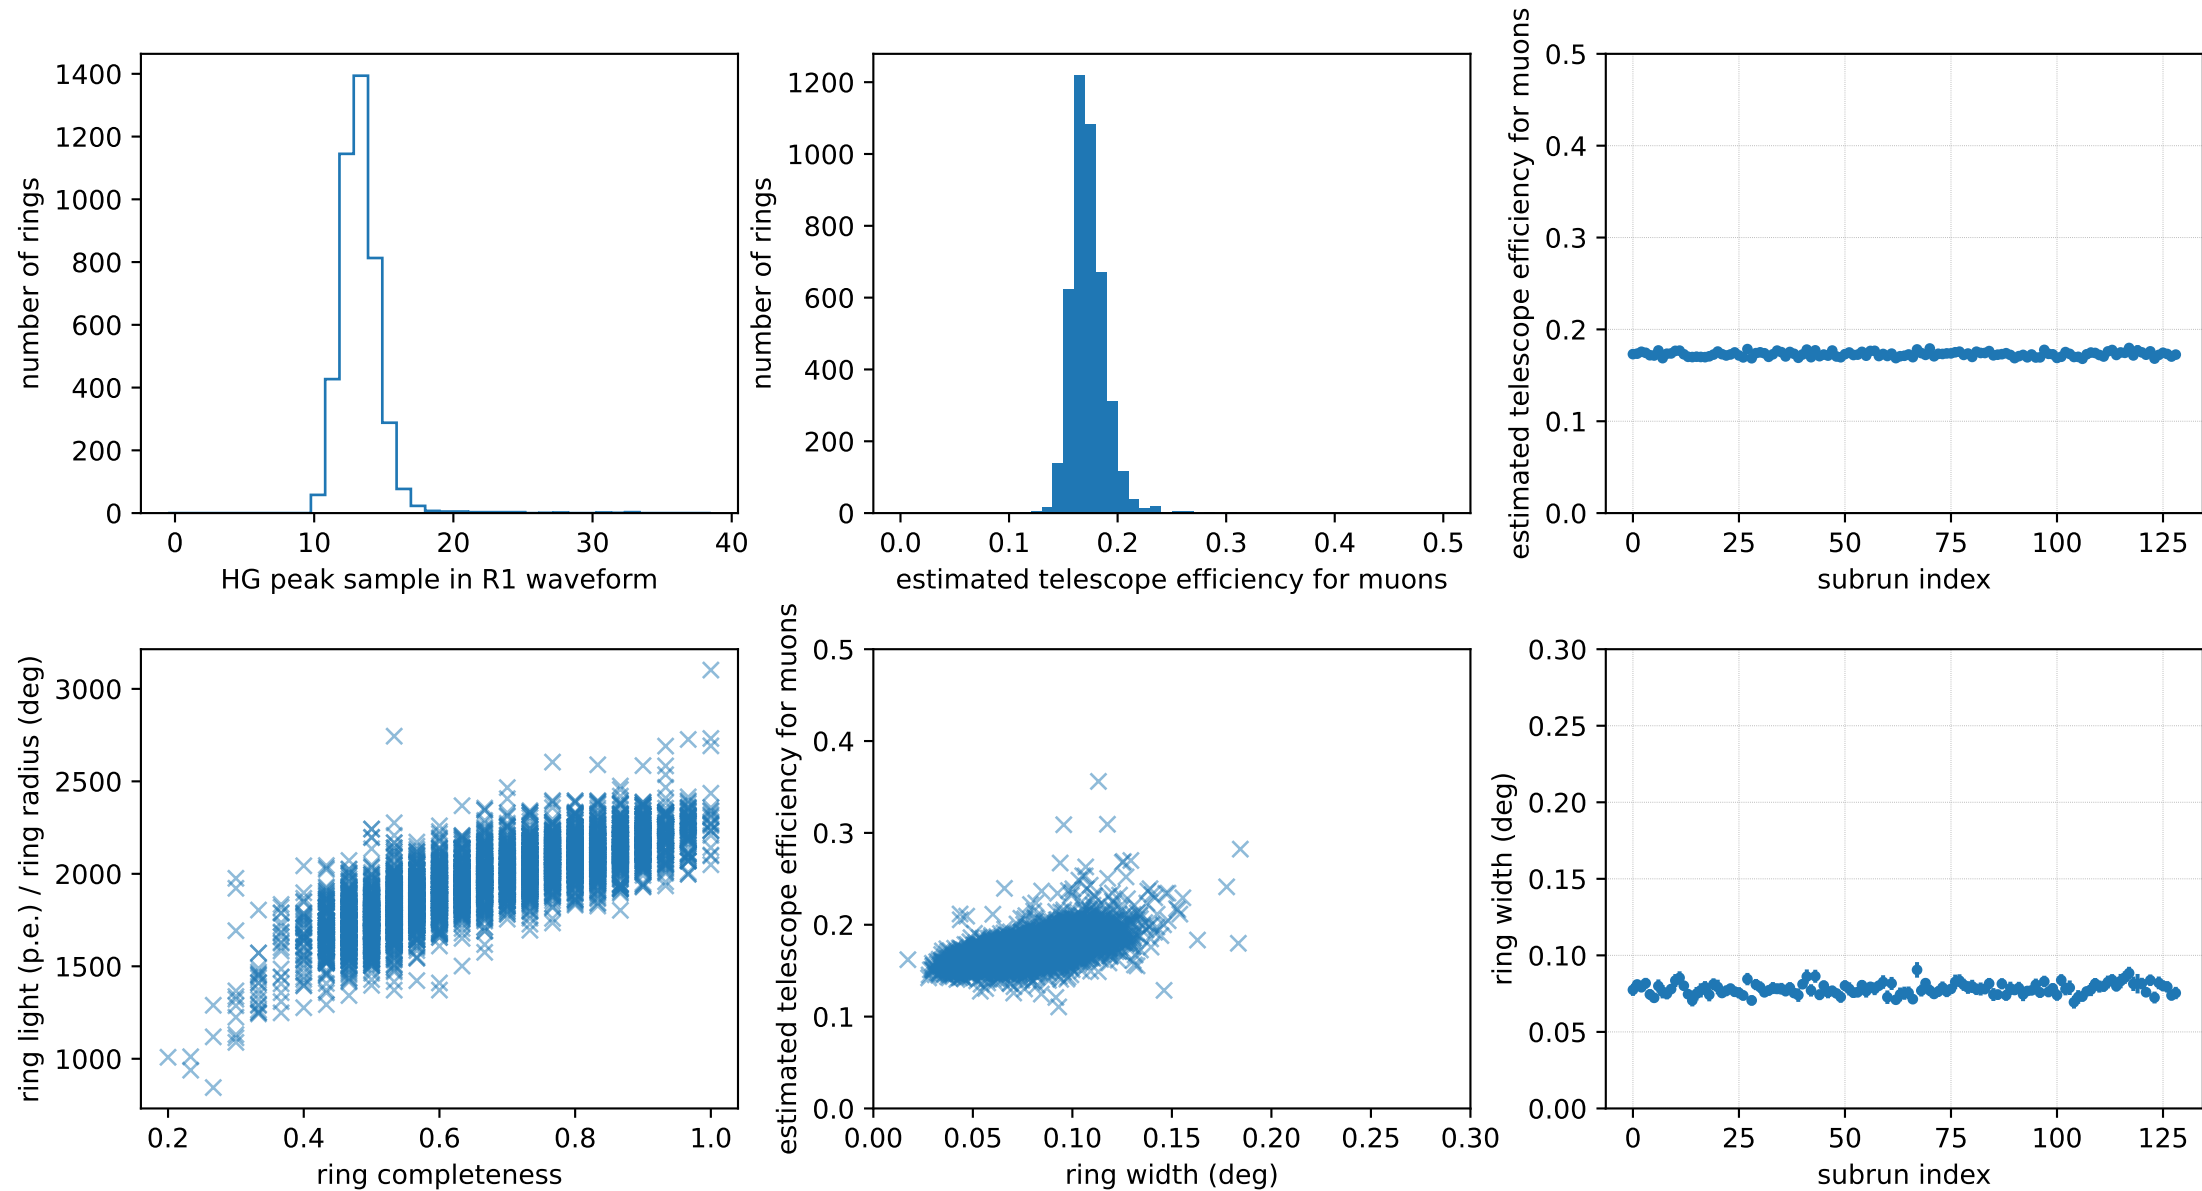 number of rings
1400
1200
1000
800
600
400
200
0
0 10 20 30 40
HG peak sample in R1 waveform
number of rings
1200
1000
800
600
400
200
0
0.0 0.1 0.2 0.3 0.4 0.5
estimated telescope efficiency for muons
estimated telescope efficiency for muons
0.5
0.4
0.3
0.2
0.1
0.0
0 25 50 75 100 125
subrun index
ring light (p.e.) / ring radius (deg)
3000
2500
2000
1500
1000
0.2 0.4 0.6 0.8 1.0
ring completeness
estimated telescope efficiency for muons
0.5
0.4
0.3
0.2
0.1
0.0
0.00 0.05 0.10 0.15 0.20 0.25 0.30
ring width (deg)
ring width (deg)
0.30
0.25
0.20
0.15
0.10
0.05
0.00
0 25 50 75 100 125
subrun index